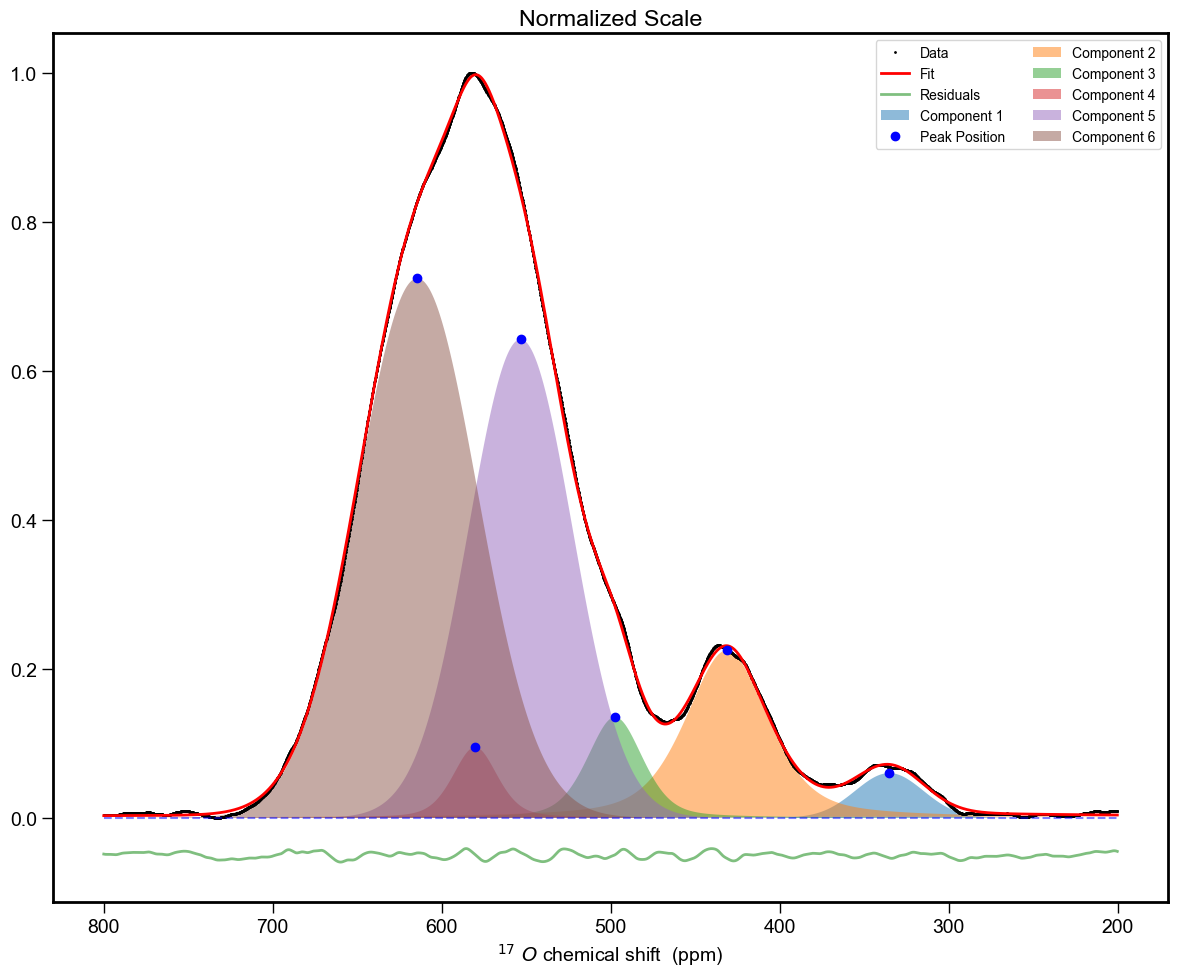 Normalized Scale
Data
Fit
Residuals
Component 1
Peak Position
Component 2
Component 3
Component 4
Component 5
Component 6
1.0
0.8
0.6
0.4
0.2
0.0
800 700 600 500 400 300 200
17 O chemical shift (ppm)